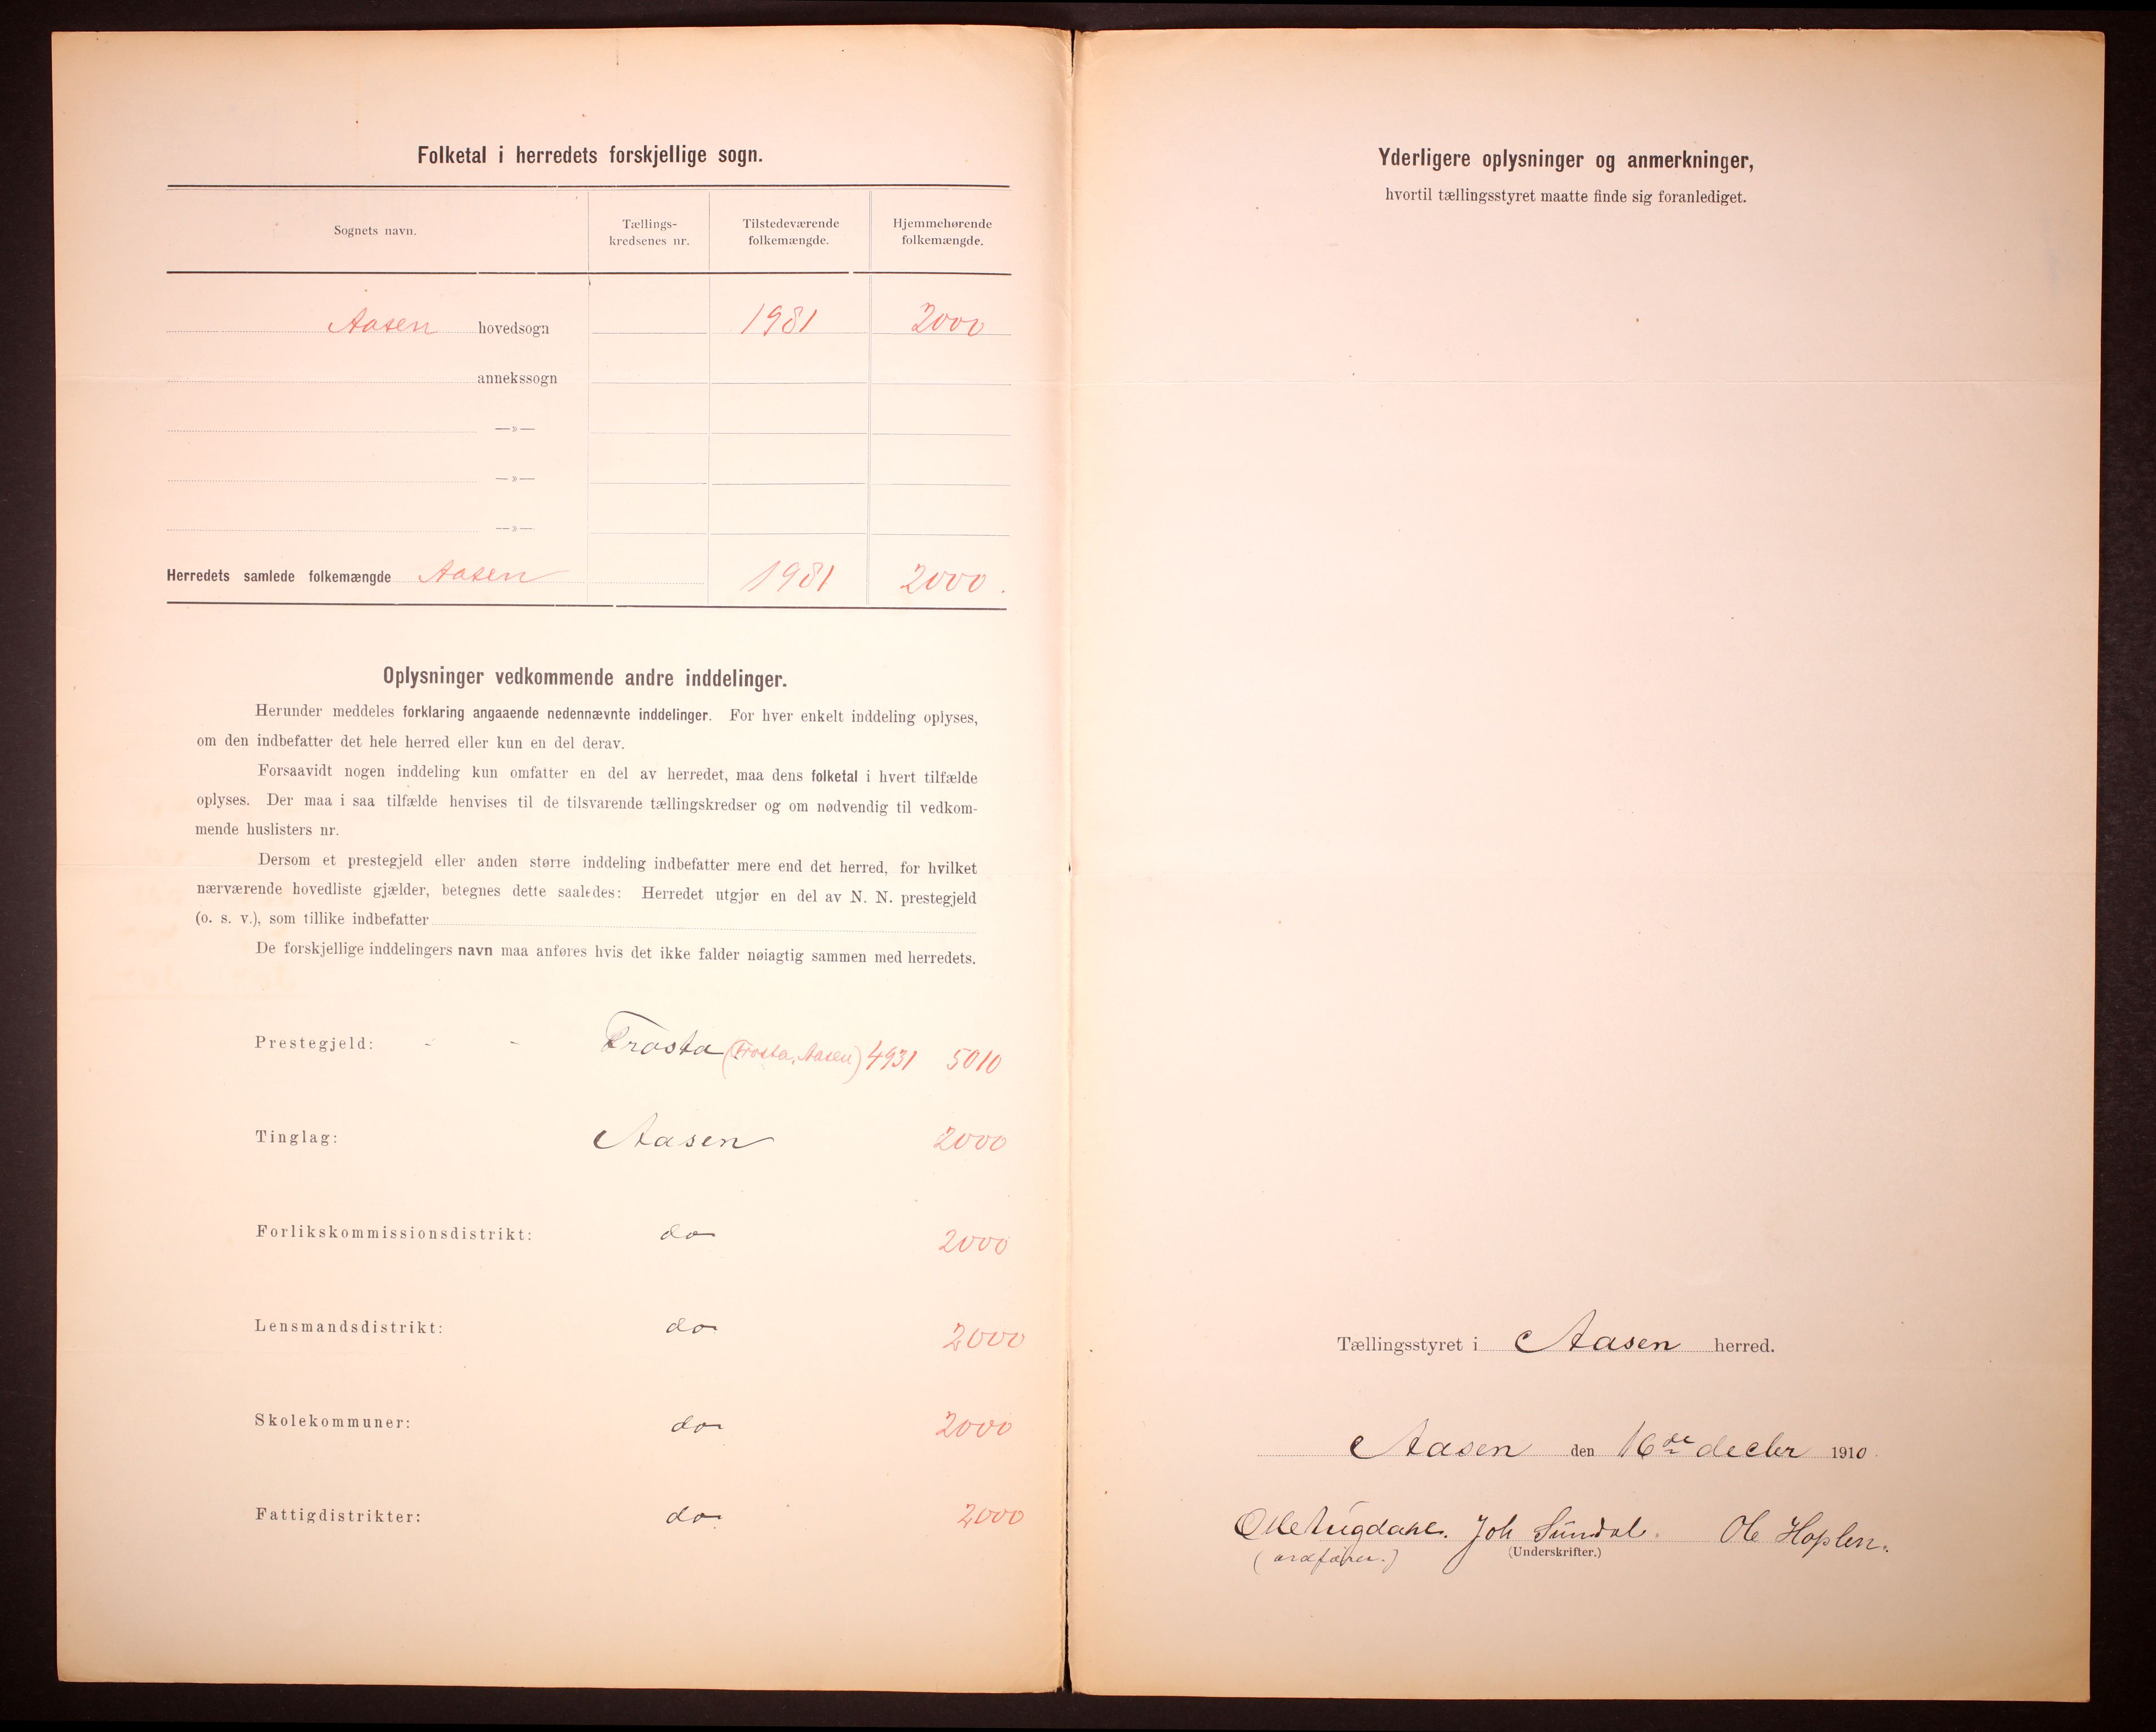 Folketal i herredets forskjellige sogn.
Sognets navn.
Tællings-
kredsenes nr.
Tilstedeværende
folkemængde.
Hjemmehørende
folkemængde.
Aasen hovedsogn 1981 2000
annekssogn
—»—
—»—
—»—
Herredets samlede folkemængde Aasen 1981 2000.
Oplysninger vedkommende andre inddelinger.
Herunder meddeles forklaring angaaende nedennævnte inddelinger. For hver enkelt inddeling oplyses,
om den indbefatter det hele herred eller kun en del derav.
Forsaavidt nogen inddeling kun omfatter en del av herredet, maa dens folketal i hvert tilfælde
oplyses. Der maa i saa tilfælde henvises til de tilsvarende tællingskredser og om nødvendig til vedkom-
mende huslisters nr.
Dersom et prestegjeld eller anden større inddeling indbefatter mere end det herred, for hvilket
nærværende hovedliste gjælder, betegnes dette saaledes: Herredet utgjør en del av N. N. prestegjeld
(o. s. v.), som tillike indbefatter
De forskjellige inddelingers navn maa anføres hvis det ikke falder nøiagtig sammen med herredets.
Prestegjeld: - - Frosta (Frosta, Aasen) 4931 5010
Tinglag: Aasen 2000
Forlikskommissionsdistrikt: do 2000
Lensmandsdistrikt: do 2000
Skolekommuner: do 2000
Fattigdistrikter: do 2000
Yderligere oplysninger og anmerkninger,
hvortil tællingsstyret maatte finde sig foranlediget.
Tællingsstyret i Aasen herred.
Aasen den 16de decbr 1910.
Joh Sundal. Ole Hoplen.
(ordfører.) (Underskrifter.)